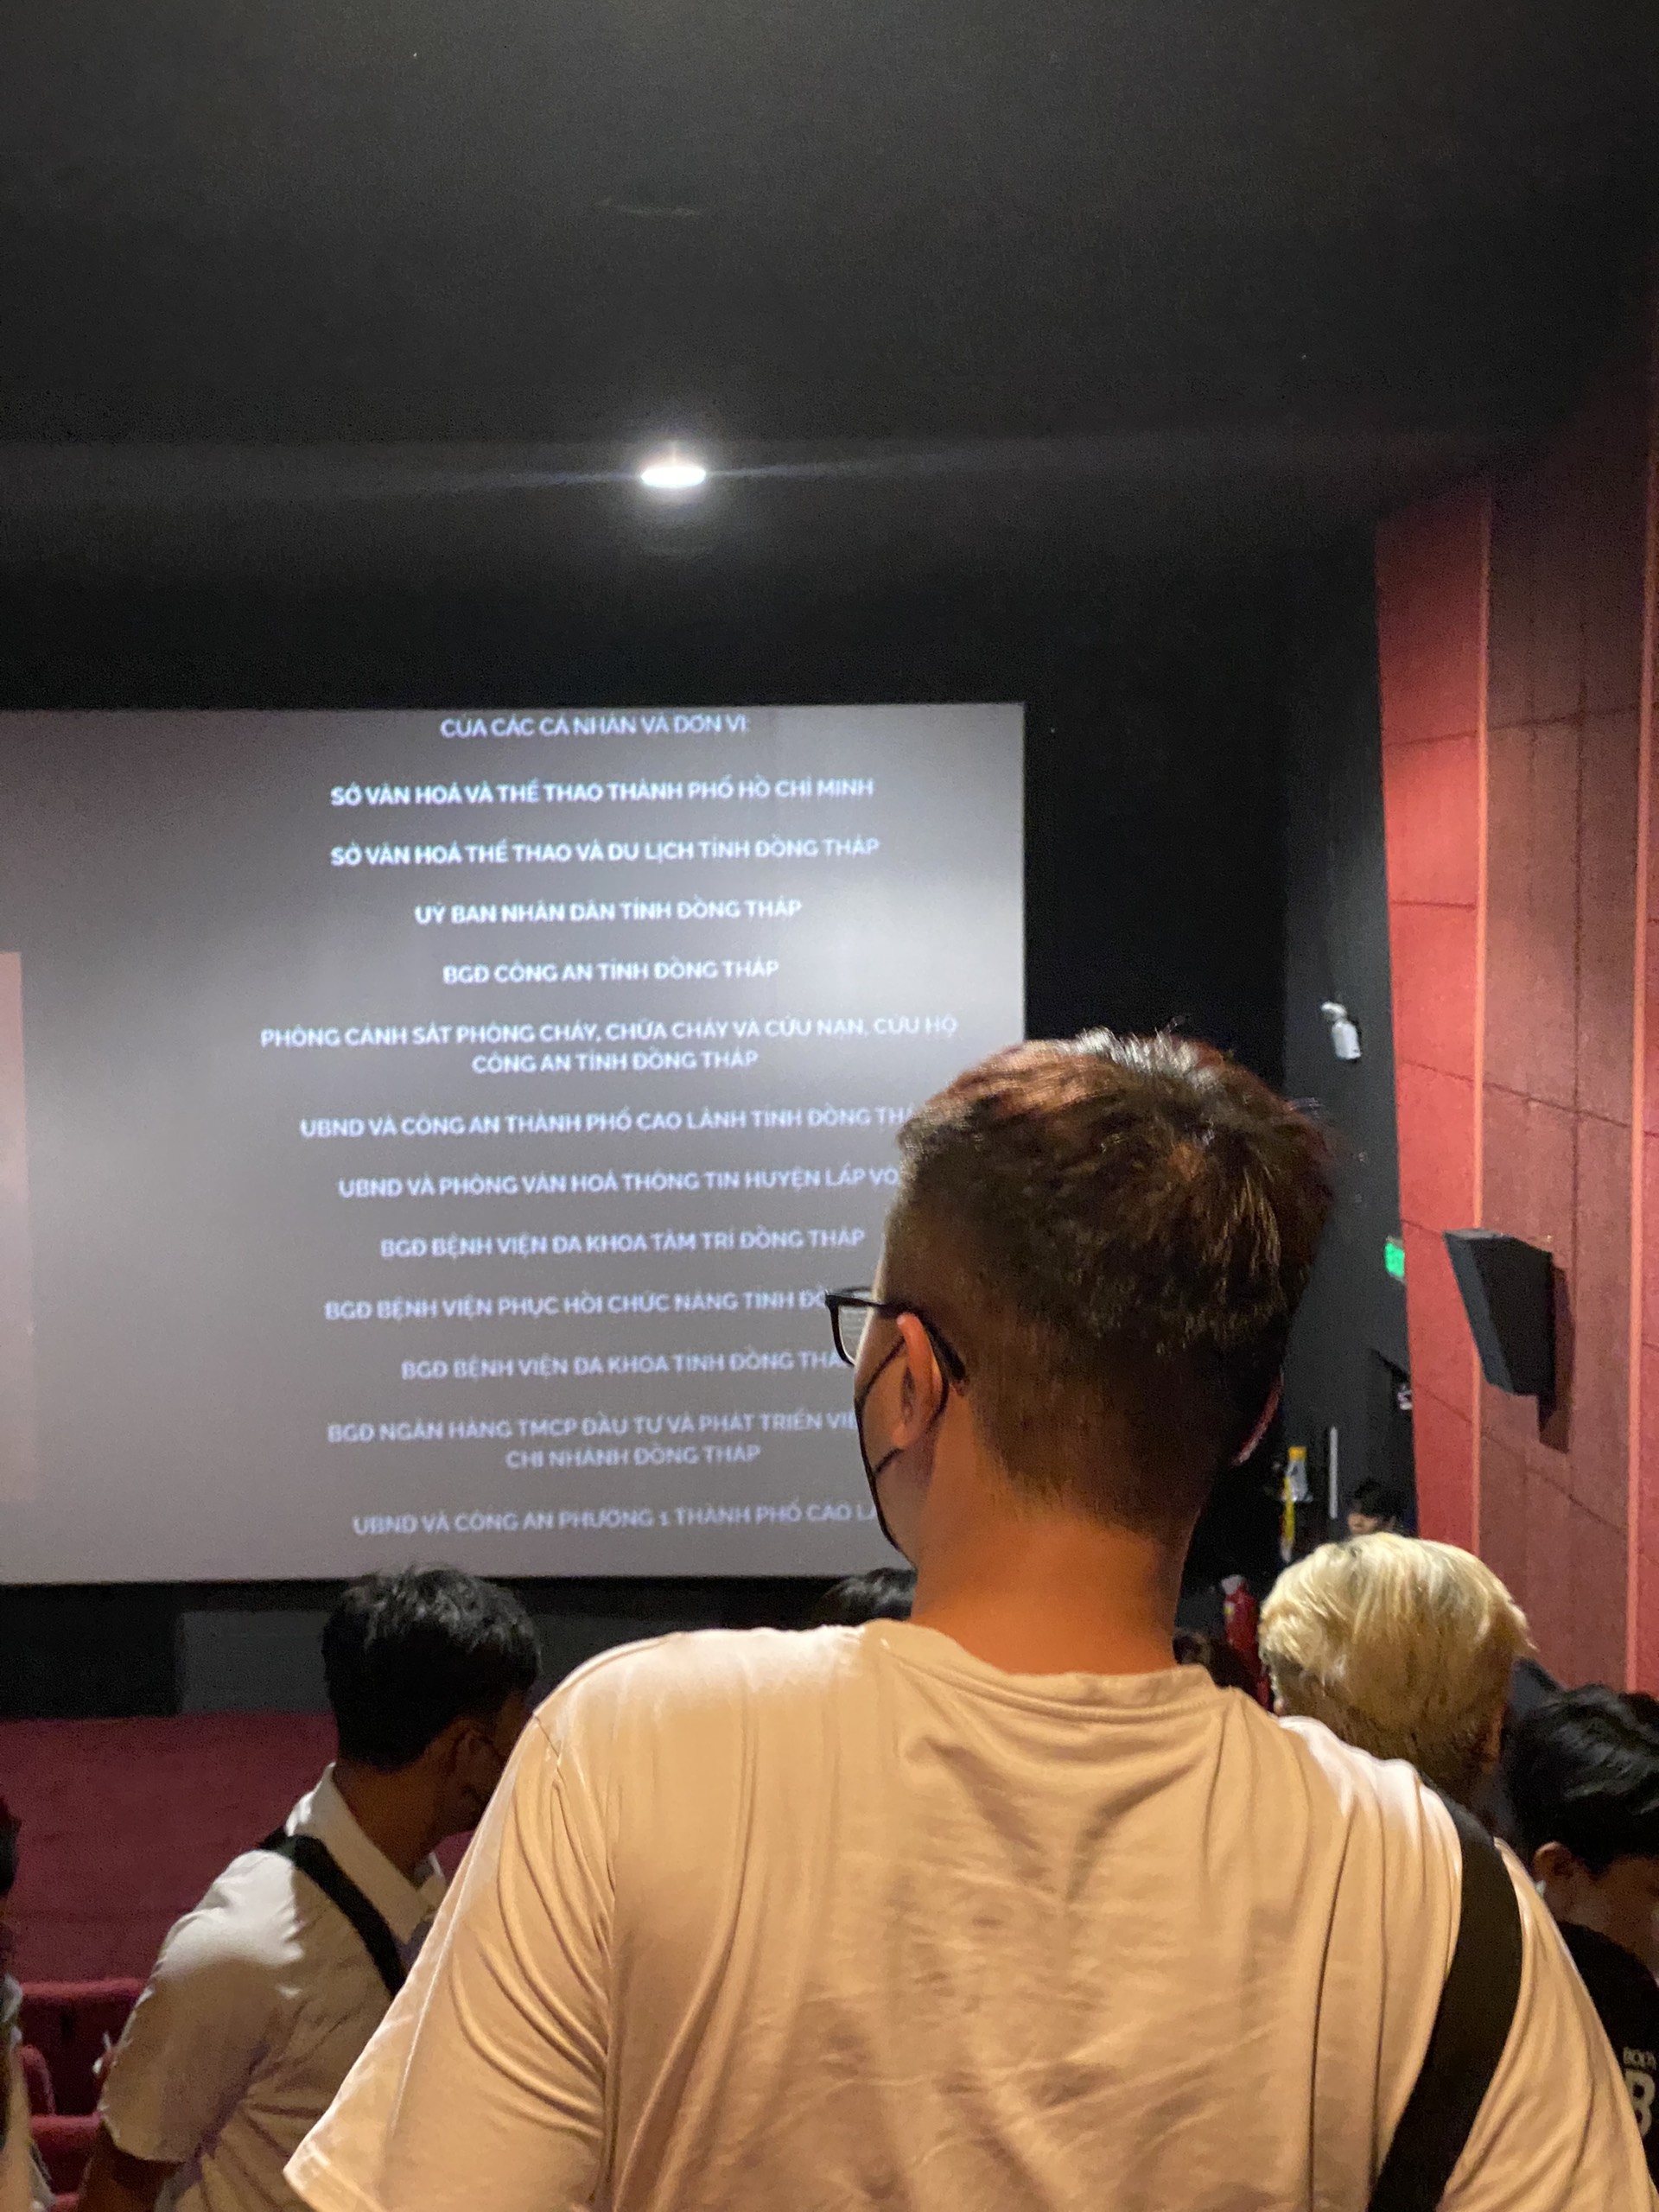 CỦA CÁC CÁ NHÂN VÀ ĐƠN VỊ:
SỞ VĂN HOÁ VÀ THỂ THAO THÀNH PHỐ HỒ CHÍ MINH
SỞ VĂN HOÁ THỂ THAO VÀ DU LỊCH TỈNH ĐỒNG THÁP
UỶ BAN NHÂN DÂN TỈNH ĐỒNG THÁP
BGĐ CÔNG AN TỈNH ĐỒNG THÁP
PHÒNG CẢNH SÁT PHÒNG CHÁY, CHỮA CHÁY VÀ CỨU NẠN, CỨU HỘ
CÔNG AN TỈNH ĐỒNG THÁP
UBND VÀ CÔNG AN THÀNH PHỐ CAO LÃNH TỈNH ĐỒNG
UBND VÀ PHÒNG VĂN HOÁ THÔNG TIN HUYỆN LẤP VÒ
BGĐ BỆNH VIỆN ĐA KHOA TÂM TRÍ ĐỒNG THÁP
BGĐ BỆNH VIỆN PHỤC HỒI CHỨC NĂNG TỈNH
BGĐ BỆNH VIỆN ĐA KHOA TỈNH ĐỒNG
BGĐ NGÂN HÀNG TMCP ĐẦU TƯ VÀ PHÁT TRIỂN
CHI NHÁNH ĐỒNG THÁP
UBND VÀ CÔNG AN PHƯỜNG 1 THÀNH PHỐ CAO